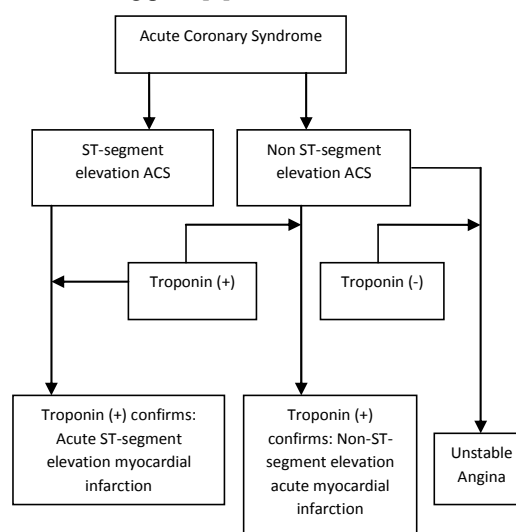 Acute Coronary Syndrome
ST-segment
elevation ACS
Non ST-segment
elevation ACS
Troponin (+)
Troponin (-)
Troponin (+) confirms:
Acute ST-segment
elevation myocardial
infarction
Troponin (+)
confirms: Non-ST-
segment elevation
acute myocardial
infarction
Unstable
Angina